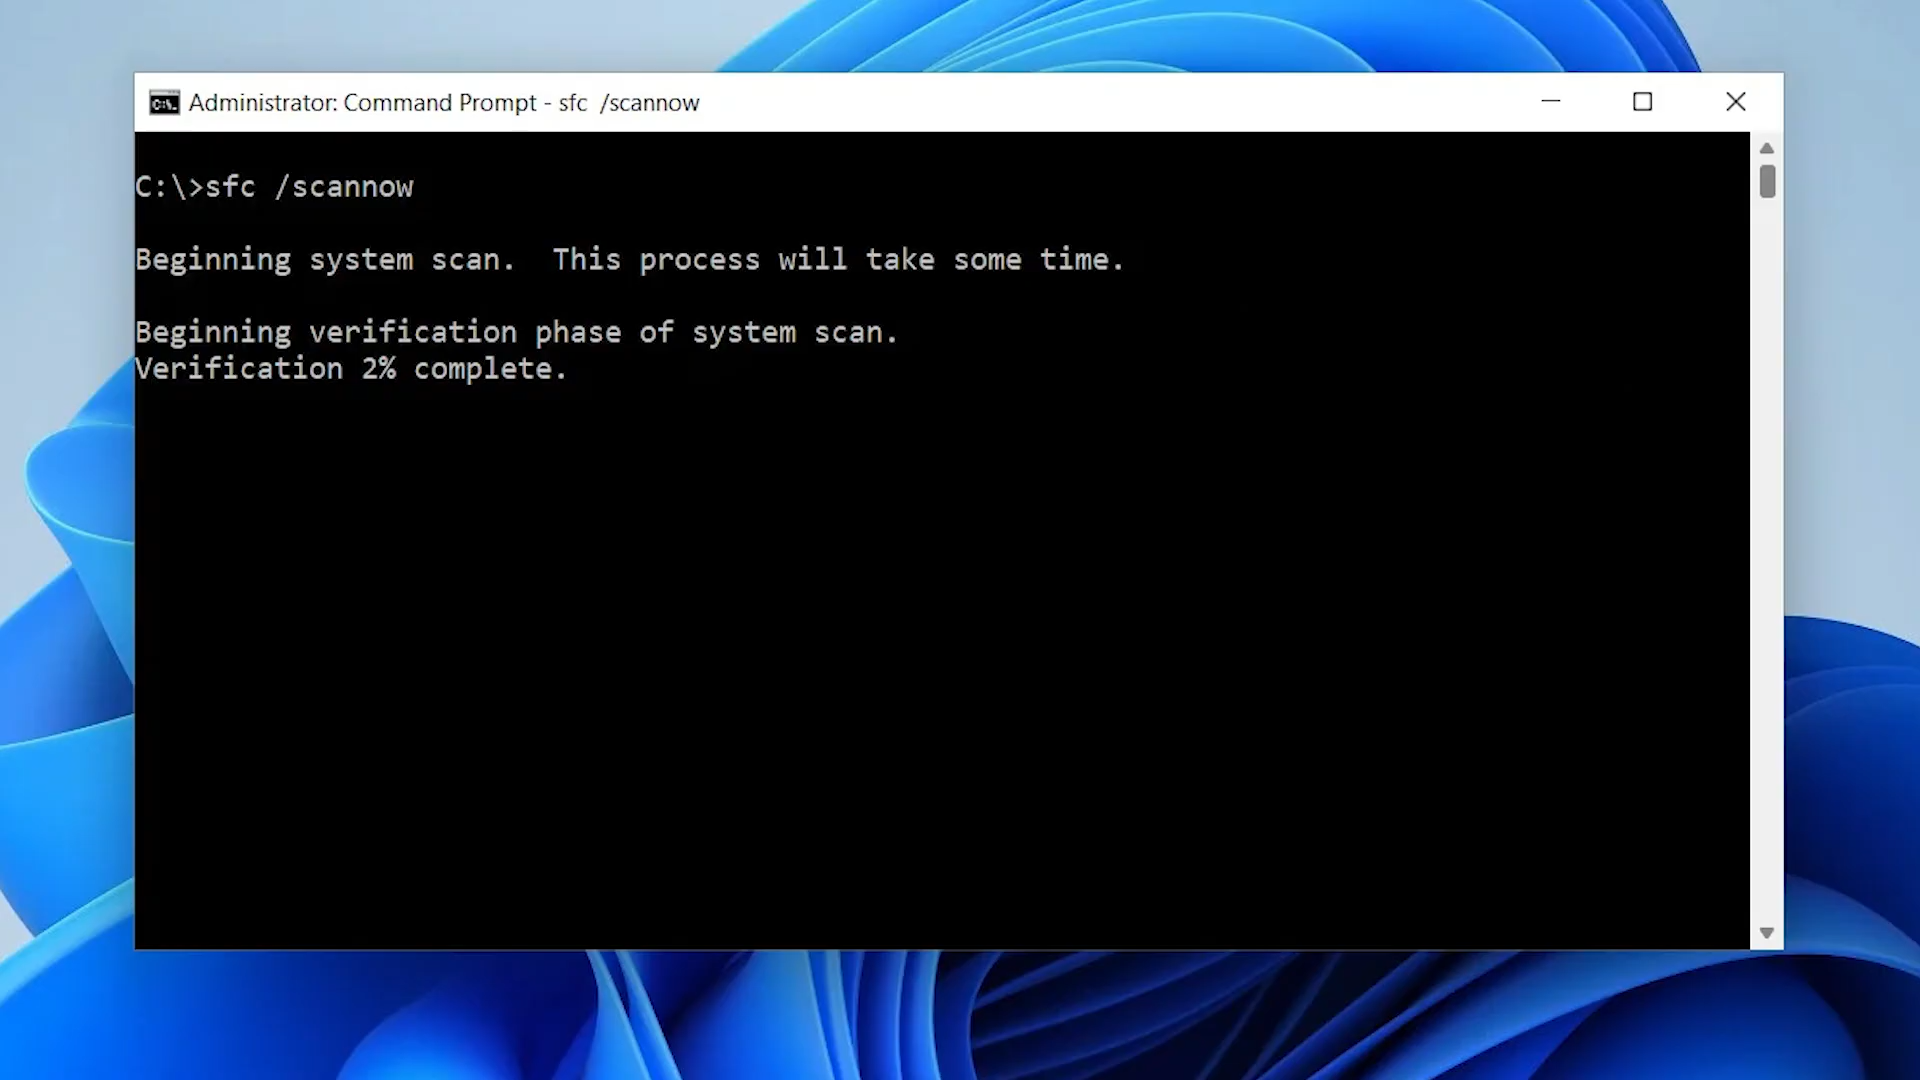 Administrator: Command Prompt - sfc  /scannow
C:\>sfc /scannow
Beginning system scan.  This process will take some time.
Beginning verification phase of system scan.
Verification 2% complete.